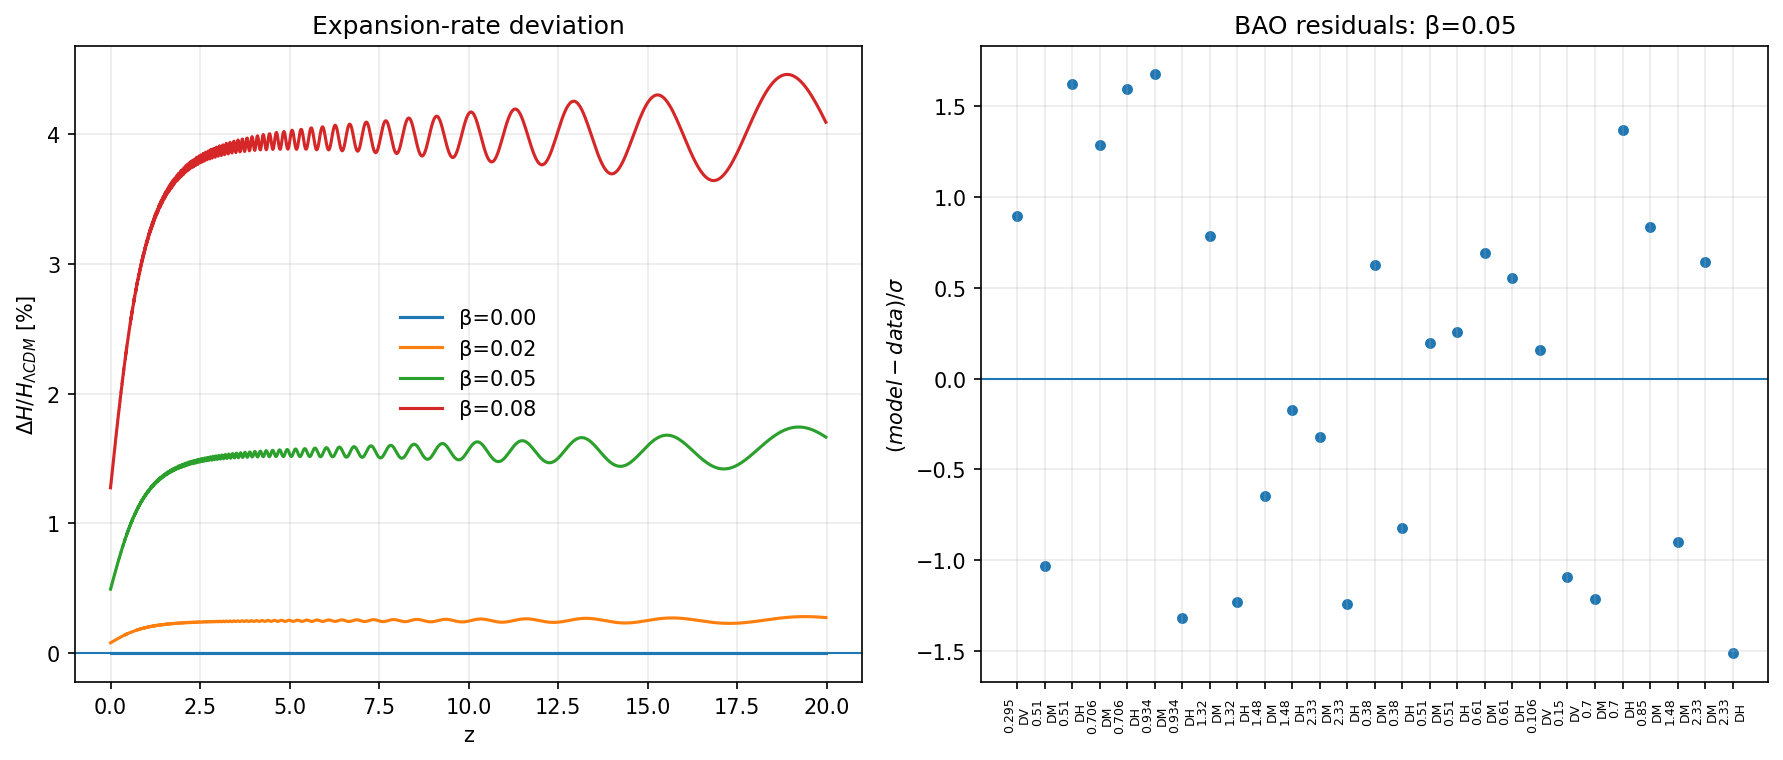 Expansion-rate deviation
ΔH/H_ΛCDM [%]
4
3
2
1
0
β=0.00
β=0.02
β=0.05
β=0.08
0.0 2.5 5.0 7.5 10.0 12.5 15.0 17.5 20.0
z
BAO residuals: β=0.05
(model − data)/σ
1.5
1.0
0.5
0.0
−0.5
−1.0
−1.5
0.295
DV
0.51
DM
0.51
DH
0.706
DM
0.706
DH
0.934
DM
0.934
DH
1.32
DM
1.32
DH
1.48
DM
1.48
DH
2.33
DM
2.33
DH
0.38
DM
0.38
DH
0.51
DM
0.51
DH
0.61
DM
0.61
DH
0.106
DV
0.15
DV
0.7
DM
0.7
DH
0.85
DM
1.48
DM
2.33
DM
2.33
DH